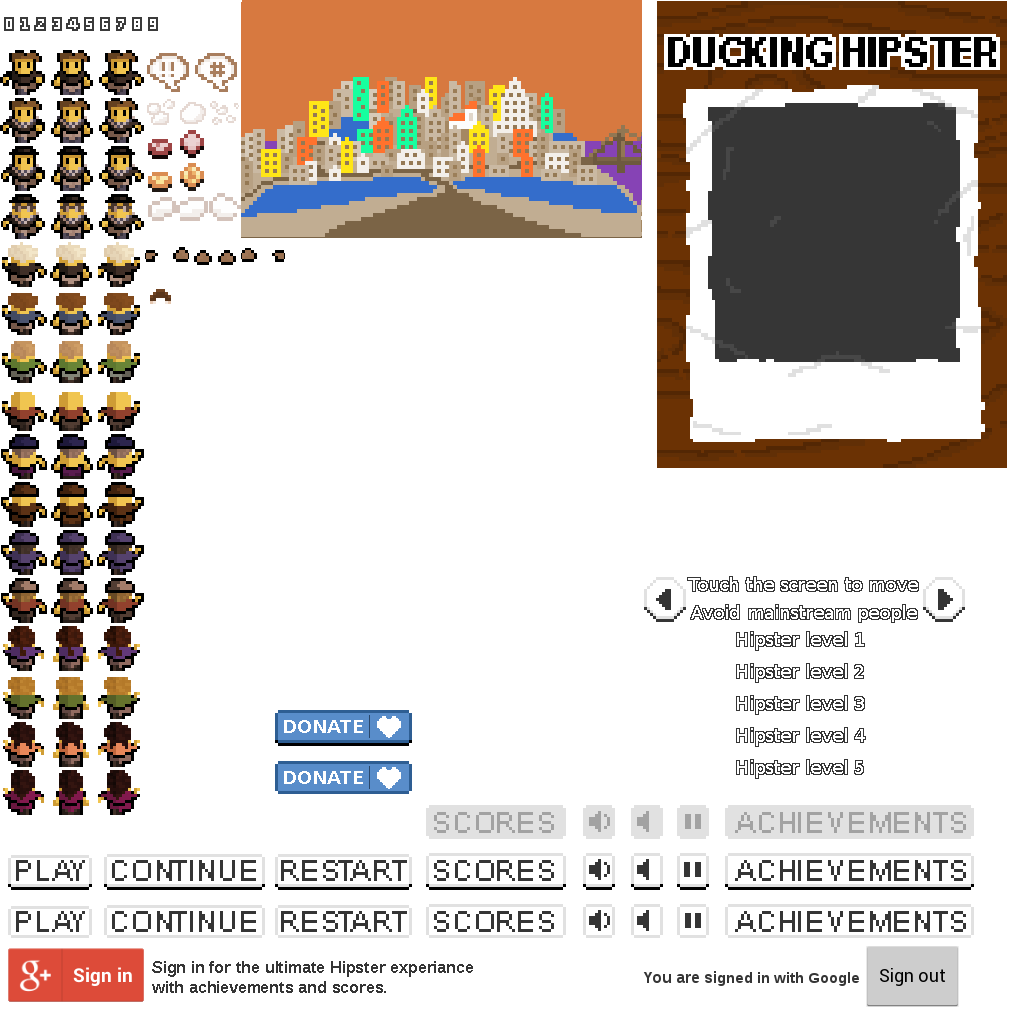 0123456789
!! #
DUCKING HIPSTER
Touch the screen to move
Avoid mainstream people
Hipster level 1
Hipster level 2
Hipster level 3
Hipster level 4
Hipster level 5
DONATE
DONATE
SCORES ACHIEVEMENTS
PLAY CONTINUE RESTART SCORES ACHIEVEMENTS
PLAY CONTINUE RESTART SCORES ACHIEVEMENTS
g+ Sign in
Sign in for the ultimate Hipster experiance
with achievements and scores.
You are signed in with Google
Sign out